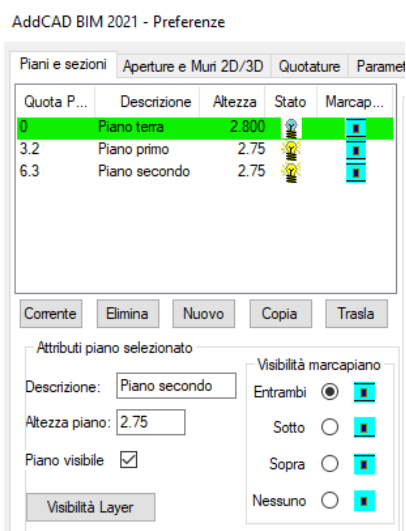 AddCAD BIM 2021 - Preferenze
Piani e sezioni Aperture e Muri 2D/3D Quotature Paramet
Quota P... Descrizione Altezza Stato Marcap...
0 Piano terra 2.800
3.2 Piano primo 2.75
6.3 Piano secondo 2.75
Corrente Elimina Nuovo Copia Trasla
Attributi piano selezionato
Visibilità marcapiano
Descrizione: Piano secondo
Entrambi
Altezza piano: 2.75
Sotto
Piano visibile
Sopra
Visibilità Layer
Nessuno